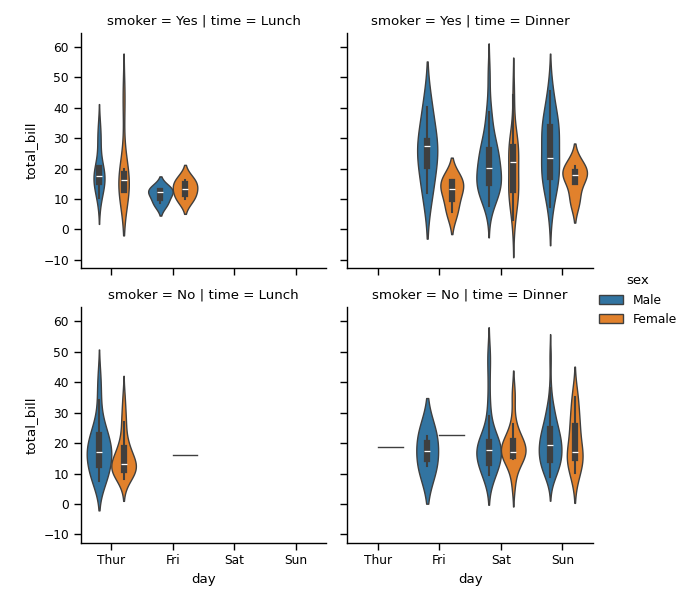 smoker = Yes | time = Lunch
smoker = Yes | time = Dinner
60
50
40
30
20
10
0
−10
total_bill
smoker = No | time = Lunch
smoker = No | time = Dinner
60
50
40
30
20
10
0
−10
total_bill
Thur
Fri
Sat
Sun
day
Thur
Fri
Sat
Sun
day
sex
Male
Female